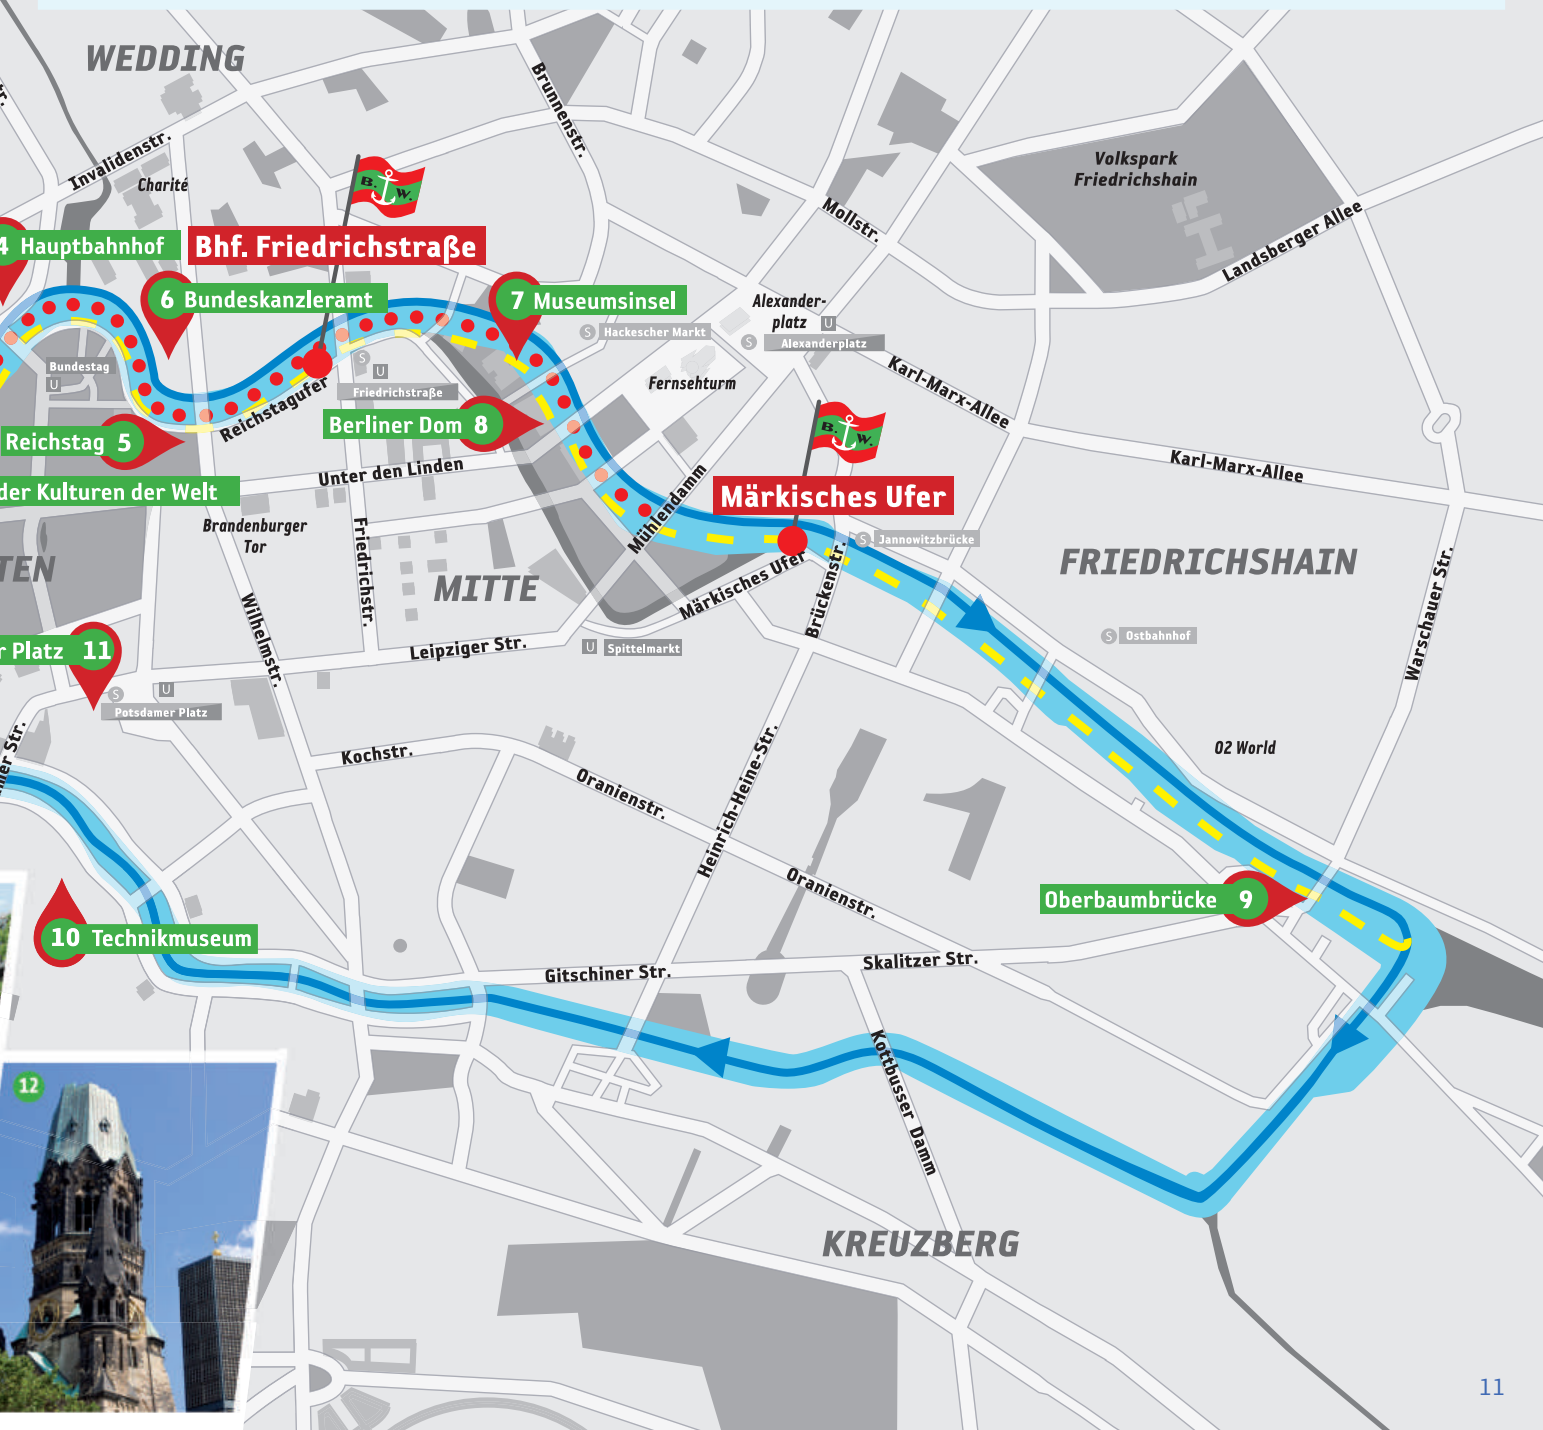 WEDDING
Brunnenstr.
Invalidenstr.
Charité
Volkspark
Friedrichshain
Mollstr.
Landsberger Allee
B. W.
4 Hauptbahnhof
Bhf. Friedrichstraße
6 Bundeskanzleramt
7 Museumsinsel
Alexander-
platz U
S Hackescher Markt
S Alexanderplatz
Bundestag
U
S U
Friedrichstraße
Fernsehturm
Karl-Marx-Allee
Reichstagufer
B. W.
Reichstag 5
Berliner Dom 8
Unter den Linden
Karl-Marx-Allee
der Kulturen der Welt
Mühlendamm
Märkisches Ufer
Brandenburger
Tor
Friedrichstr.
S Jannowitzbrücke
TEN
MITTE
FRIEDRICHSHAIN
Märkisches Ufer
Brückenstr.
Warschauer Str.
Wilhelmstr.
S Ostbahnhof
r Platz 11
Leipziger Str.
U Spittelmarkt
S U
Potsdamer Platz
Kochstr.
O2 World
Oranienstr.
Heinrich-Heine-Str.
Oranienstr.
Oberbaumbrücke 9
10 Technikmuseum
Gitschiner Str.
Skalitzer Str.
Kottbusser Damm
12
KREUZBERG
11